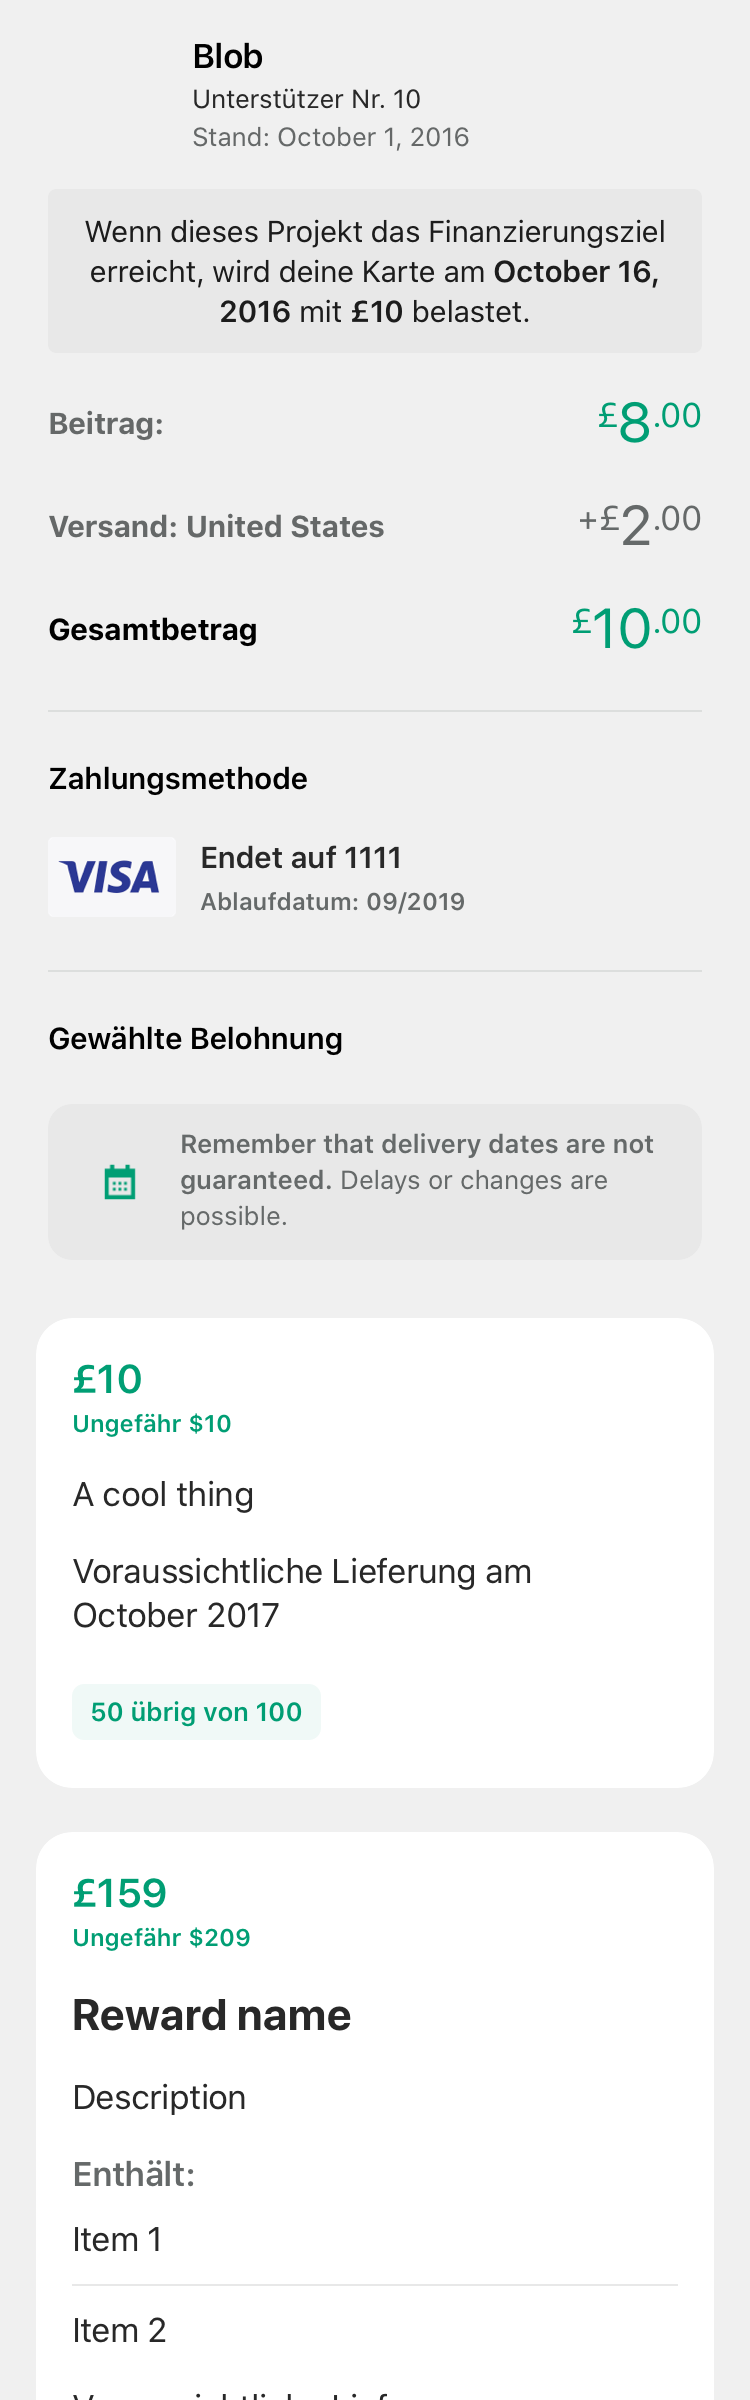 Blob
Unterstützer Nr. 10
Stand: October 1, 2016
Wenn dieses Projekt das Finanzierungsziel
erreicht, wird deine Karte am October 16,
2016 mit £10 belastet.
Beitrag: £8.00
Versand: United States +£2.00
Gesamtbetrag £10.00
Zahlungsmethode
VISA
Endet auf 1111
Ablaufdatum: 09/2019
Gewählte Belohnung
Remember that delivery dates are not
guaranteed. Delays or changes are
possible.
£10
Ungefähr $10
A cool thing
Voraussichtliche Lieferung am
October 2017
50 übrig von 100
£159
Ungefähr $209
Reward name
Description
Enthält:
Item 1
Item 2